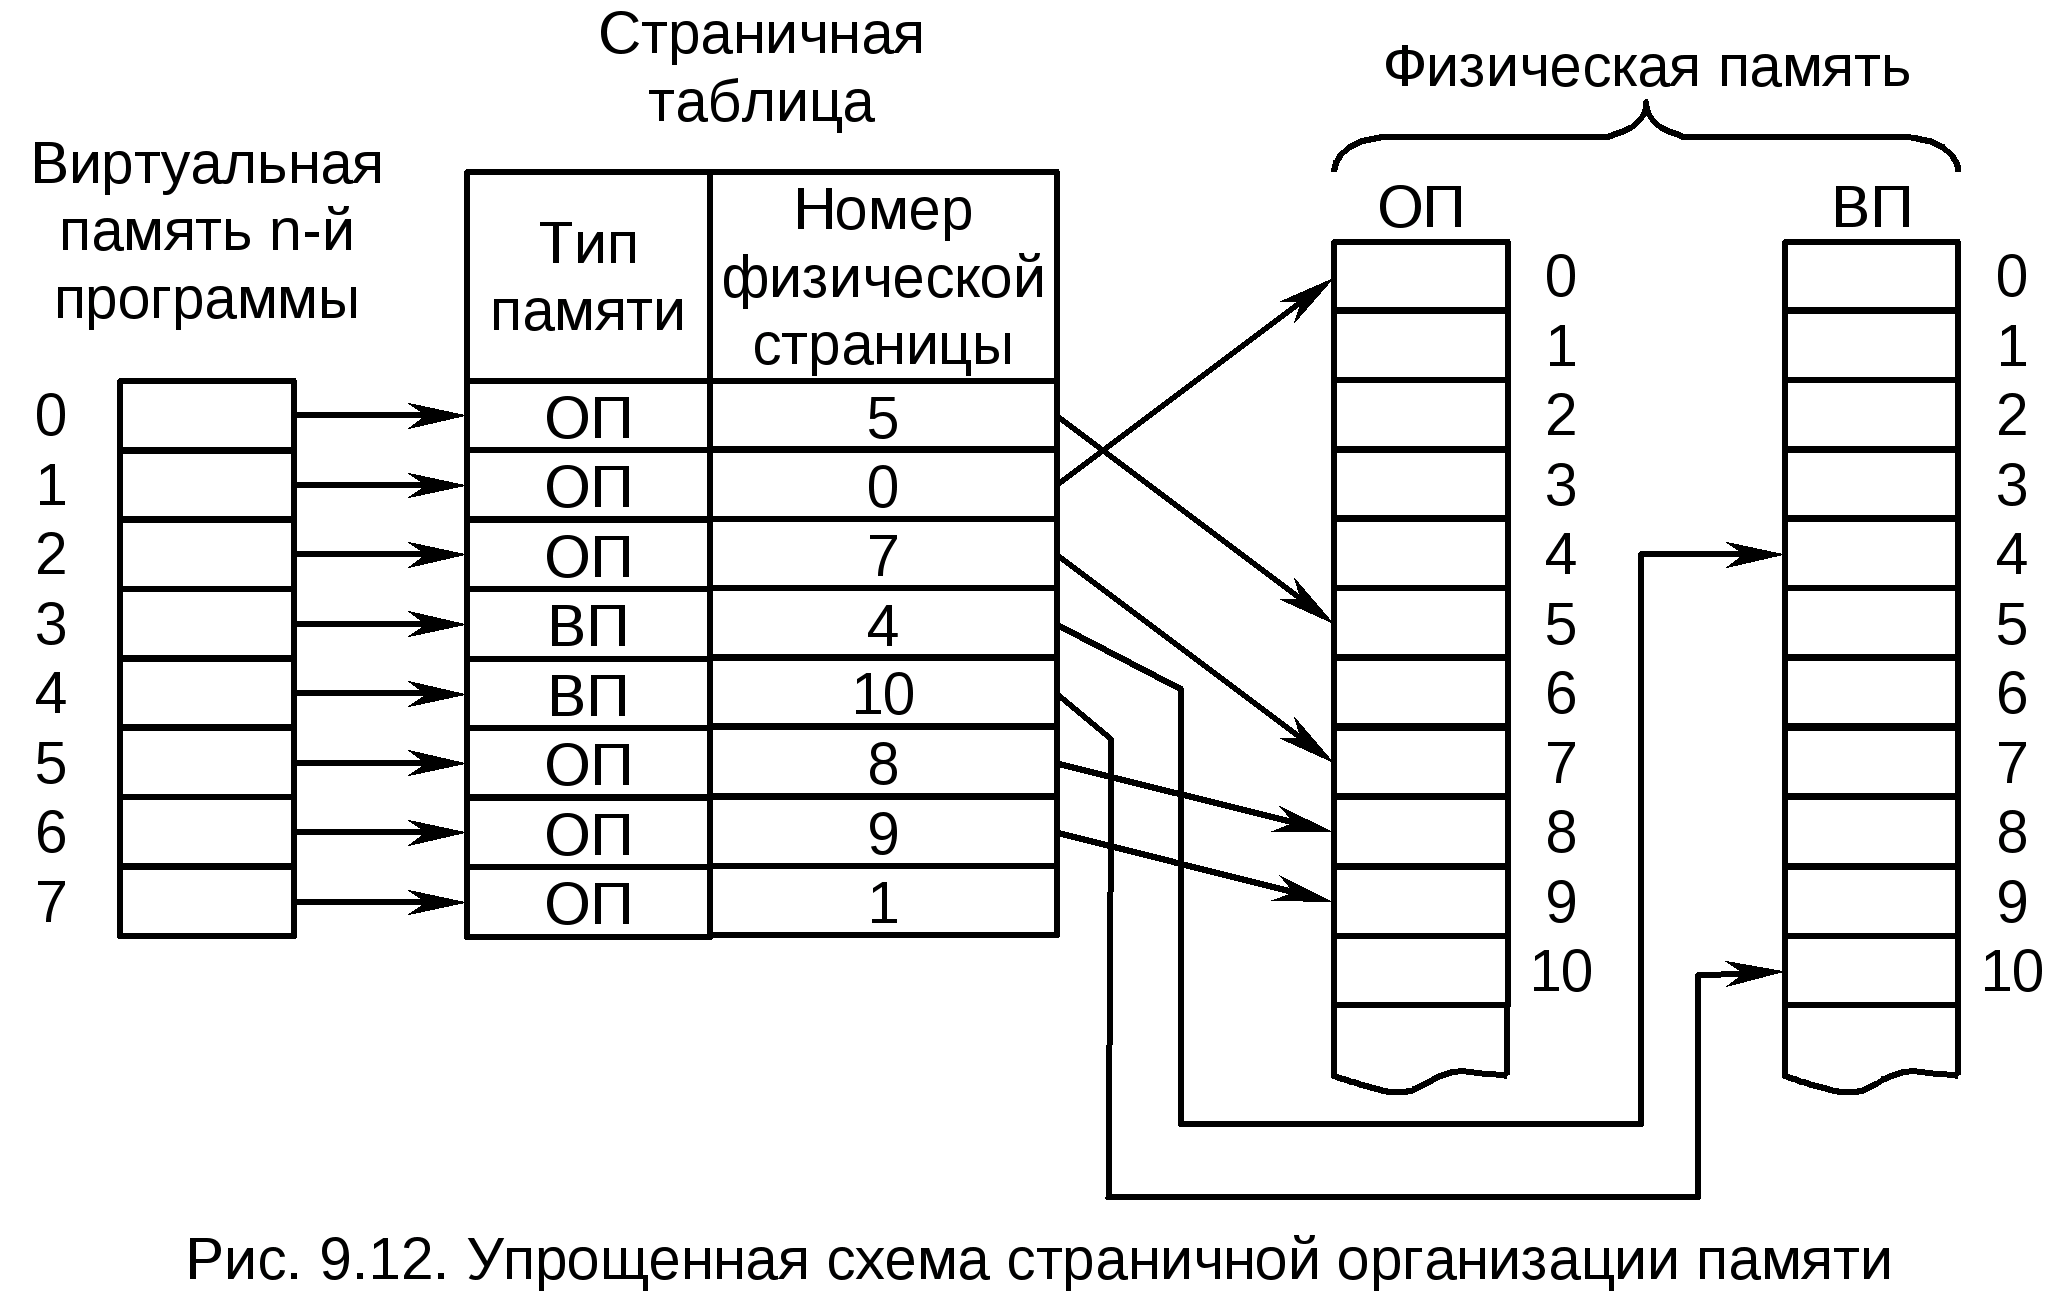 Страничная
таблица
Физическая память
Виртуальная
память n-й
программы
Тип
памяти
Номер
физической
страницы
ОП
ВП
0 ОП 5
1 ОП 0
2 ОП 7
3 ВП 4
4 ВП 10
5 ОП 8
6 ОП 9
7 ОП 1
0 0
1 1
2 2
3 3
4 4
5 5
6 6
7 7
8 8
9 9
10 10
Рис. 9.12. Упрощенная схема страничной организации памяти